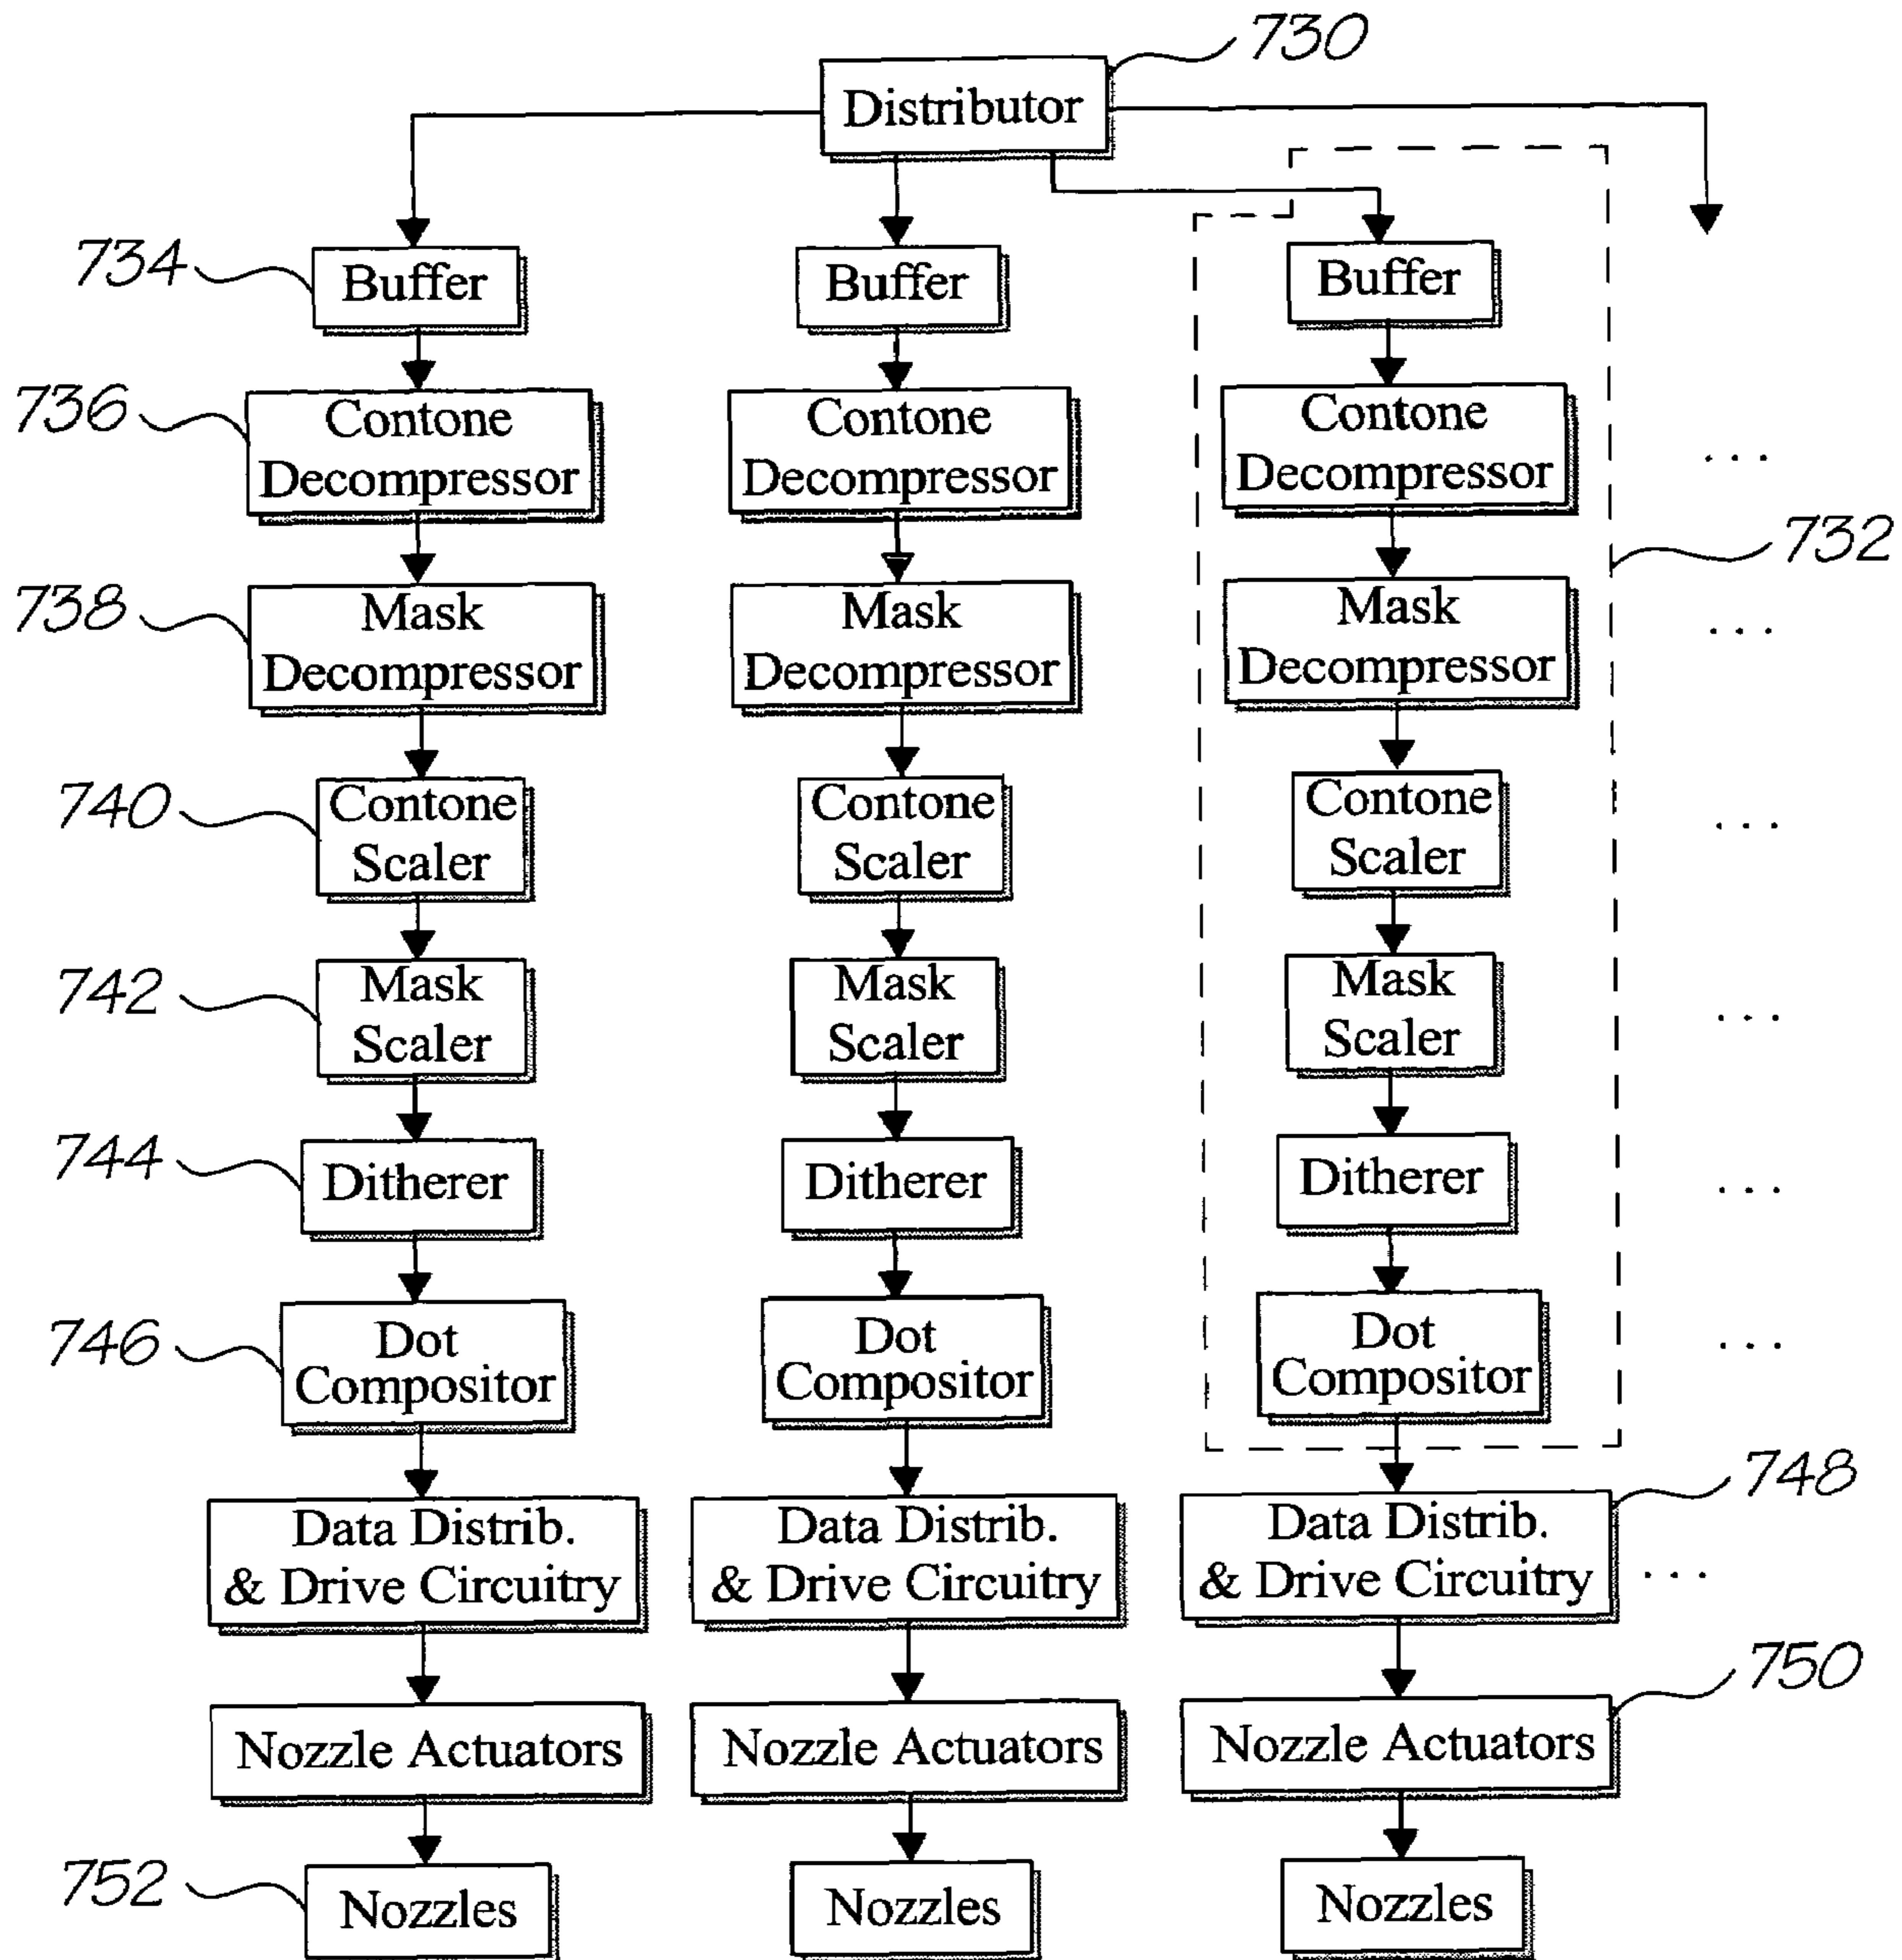 730
Distributor
734
Buffer
Buffer
Buffer
736
Contone
Decompressor
Contone
Decompressor
Contone
Decompressor
...
732
738
Mask
Decompressor
Mask
Decompressor
Mask
Decompressor
...
740
Contone
Scaler
Contone
Scaler
Contone
Scaler
...
742
Mask
Scaler
Mask
Scaler
Mask
Scaler
...
744
Ditherer
Ditherer
Ditherer
...
746
Dot
Compositor
Dot
Compositor
Dot
Compositor
...
748
Data Distrib.
& Drive Circuitry
Data Distrib.
& Drive Circuitry
Data Distrib.
& Drive Circuitry
...
750
Nozzle Actuators
Nozzle Actuators
Nozzle Actuators
752
Nozzles
Nozzles
Nozzles